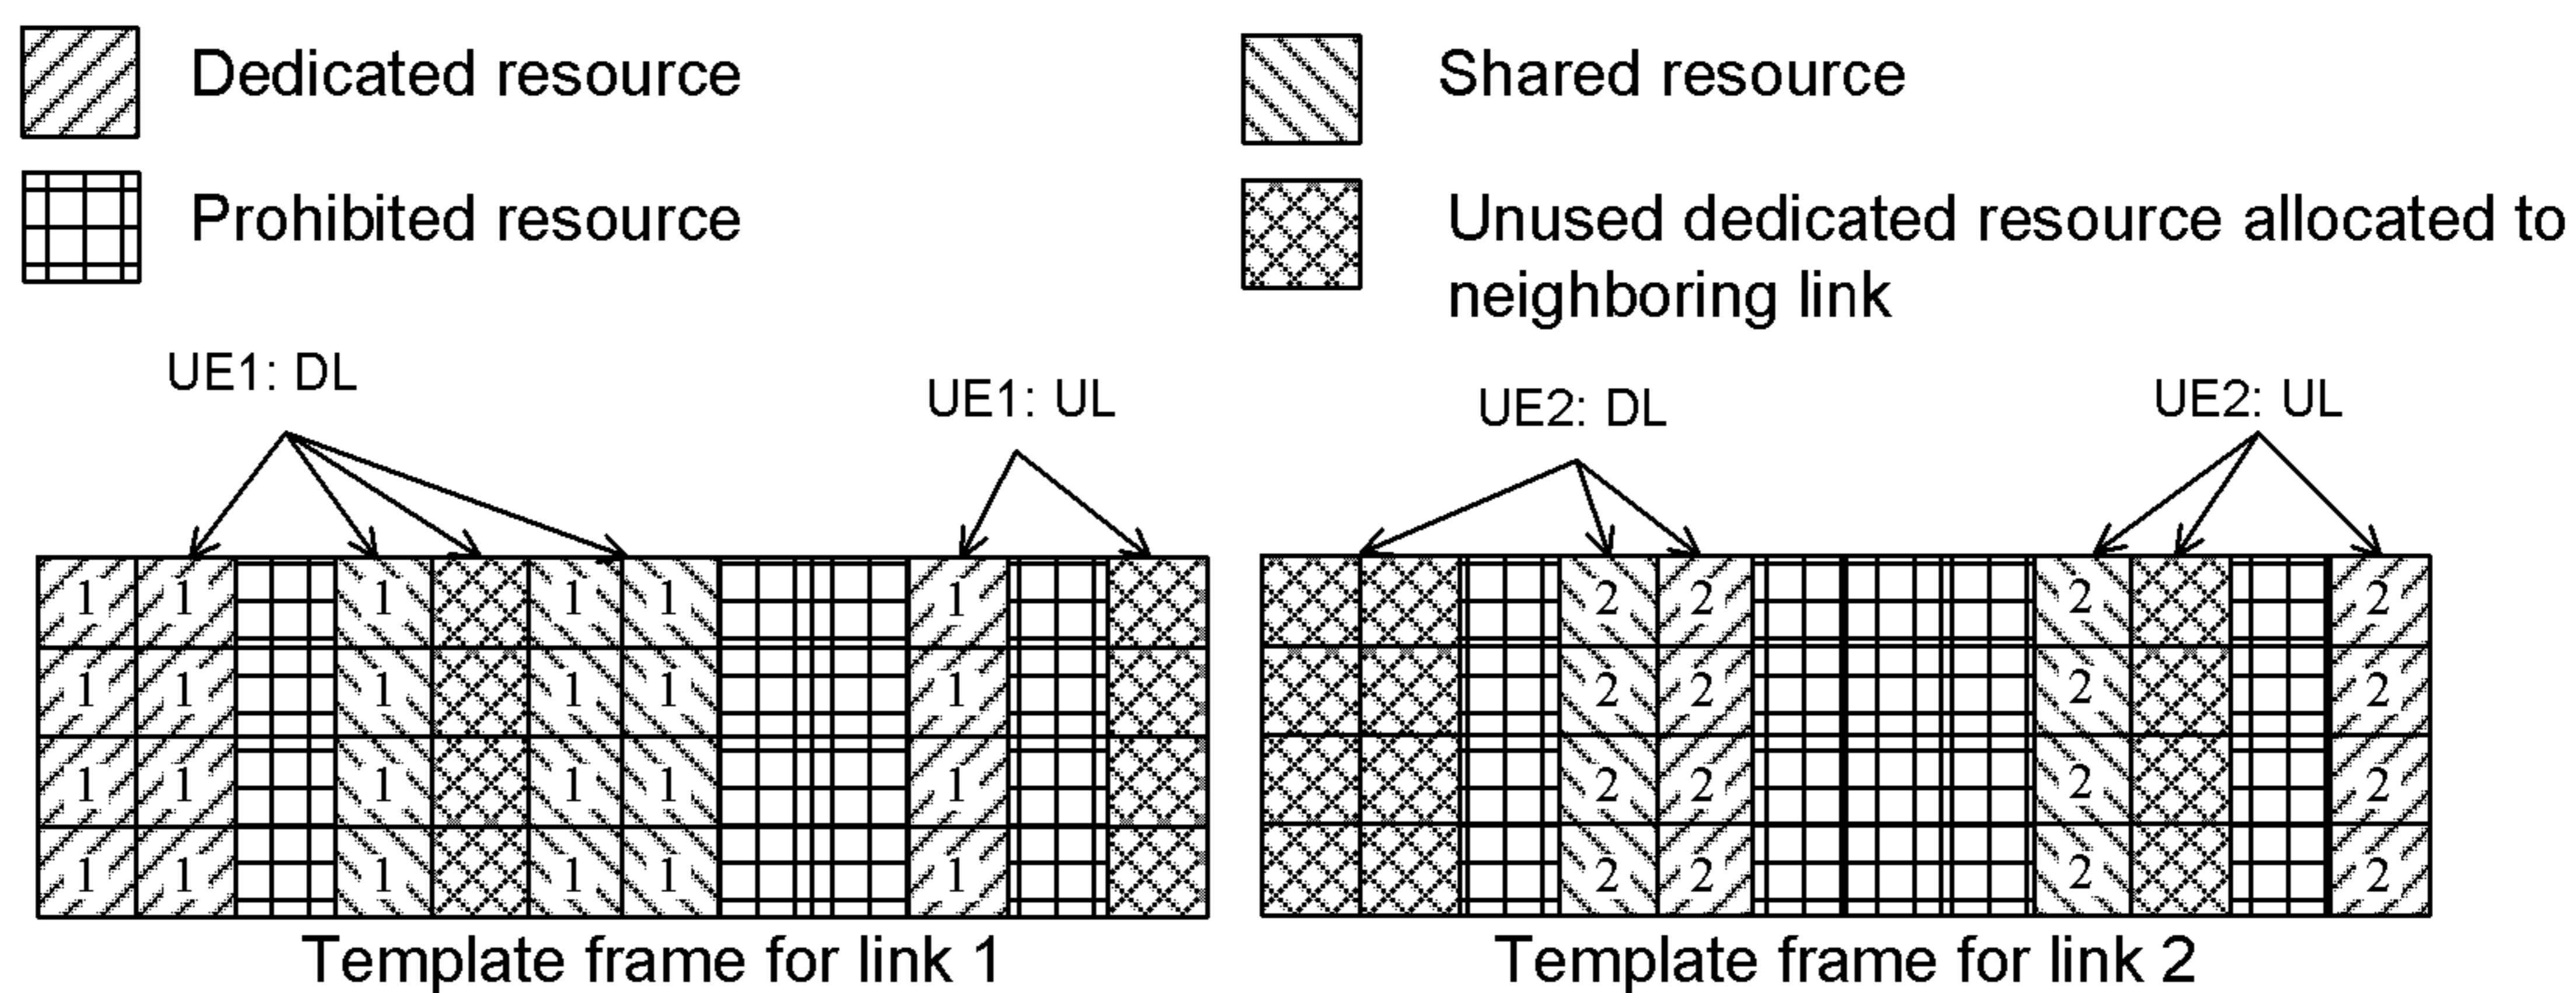 Dedicated resource
Shared resource
Prohibited resource
Unused dedicated resource allocated to
neighboring link
UE1: DL
UE1: UL
UE2: DL
UE2: UL
1 1 1 1 1 1
1 1 1 1 1 1
1 1 1 1 1 1
1 1 1 1 1 1
Template frame for link 1
2 2 2 2
2 2 2 2
2 2 2 2
2 2 2 2
Template frame for link 2